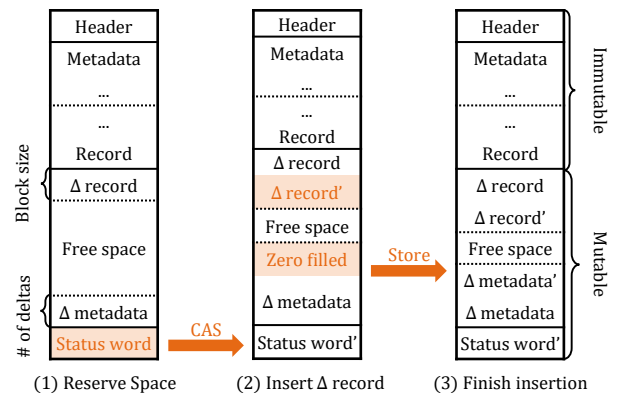 Header
Metadata
...
...
Record
Δ record
Free space
Δ metadata
Status word
Block size
# of deltas
(1) Reserve Space
CAS
Header
Metadata
...
...
Record
Δ record
Δ record’
Free space
Zero filled
Δ metadata
Status word’
(2) Insert Δ record
Store
Header
Metadata
...
...
Record
Δ record
Δ record’
Free space
Δ metadata’
Δ metadata
Status word’
(3) Finish insertion
Immutable
Mutable